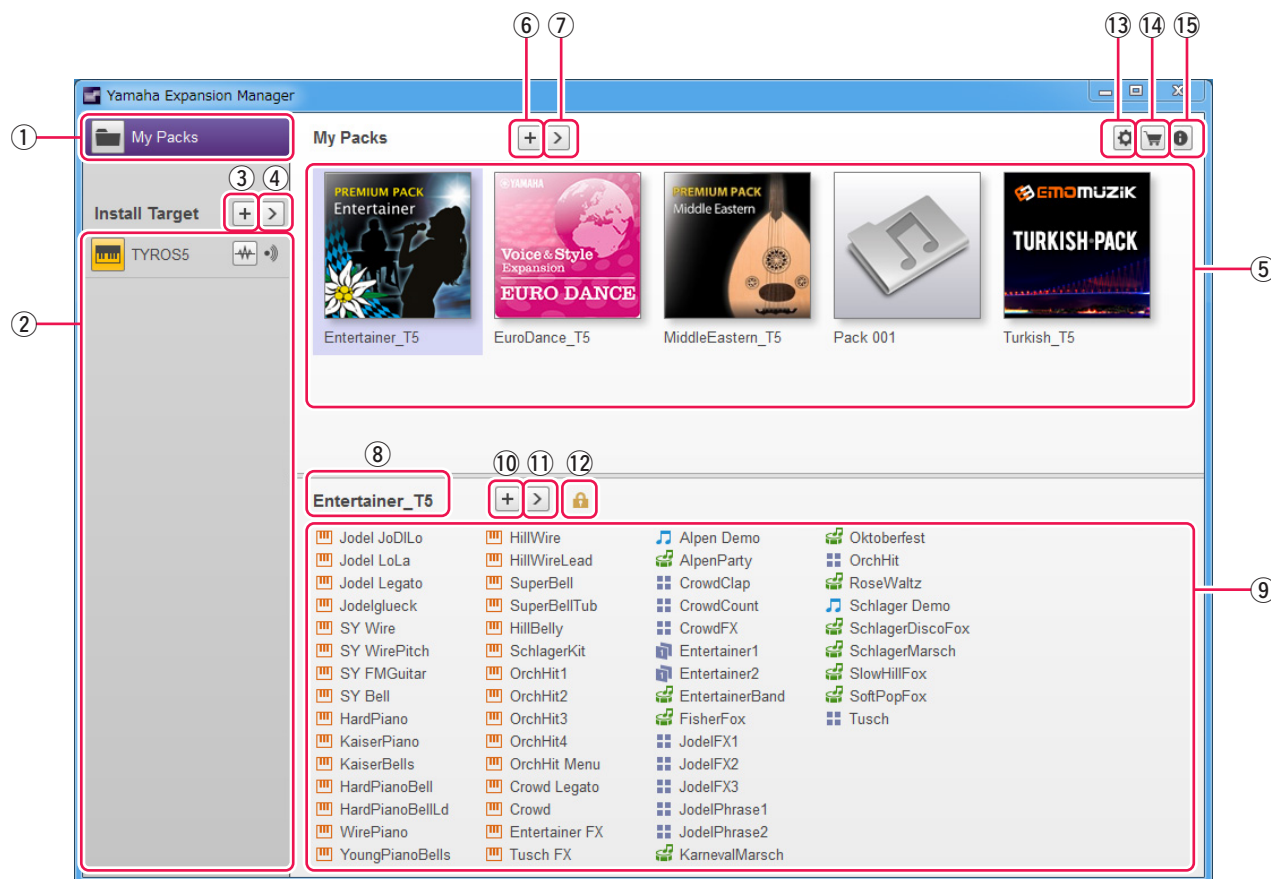 ⑥ ⑦ ⑬ ⑭ ⑮
Yamaha Expansion Manager
① My Packs
My Packs
③ ④
Install Target
TYROS5
②
PREMIUM PACK
Entertainer
Entertainer_T5
YAMAHA
Voice & Style
Expansion
EURO DANCE
EuroDance_T5
PREMIUM PACK
Middle Eastern
MiddleEastern_T5
Pack 001
EMOMUZIK
TURKISH PACK
Turkish_T5
⑤
⑧ ⑩ ⑪ ⑫
Entertainer_T5
Jodel JoDILo
Jodel LoLa
Jodel Legato
Jodelglueck
SY Wire
SY WirePitch
SY FMGuitar
SY Bell
HardPiano
KaiserPiano
KaiserBells
HardPianoBell
HardPianoBellLd
WirePiano
YoungPianoBells
HillWire
HillWireLead
SuperBell
SuperBellTub
HillBelly
SchlagerKit
OrchHit1
OrchHit2
OrchHit3
OrchHit4
OrchHit Menu
Crowd Legato
Crowd
Entertainer FX
Tusch FX
Alpen Demo
AlpenParty
CrowdClap
CrowdCount
CrowdFX
Entertainer1
Entertainer2
EntertainerBand
FisherFox
JodelFX1
JodelFX2
JodelFX3
JodelPhrase1
JodelPhrase2
KarnevalMarsch
Oktoberfest
OrchHit
RoseWaltz
Schlager Demo
SchlagerDiscoFox
SchlagerMarsch
SlowHillFox
SoftPopFox
Tusch
⑨